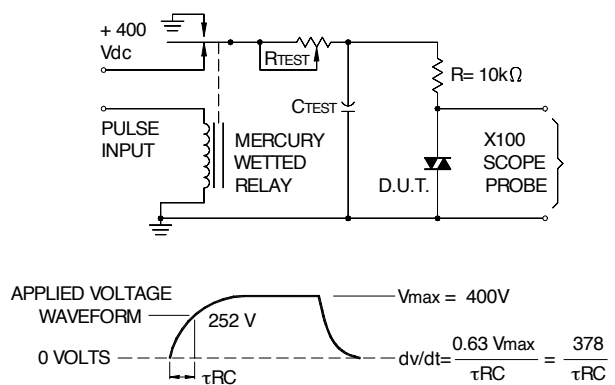 + 400
Vdc
RTEST
R= 10kΩ
CTEST
PULSE
INPUT
MERCURY
WETTED
RELAY
D.U.T.
X100
SCOPE
PROBE
APPLIED VOLTAGE
WAVEFORM
252 V
0 VOLTS
τRC
Vmax = 400V
dv/dt= 0.63 Vmax / τRC = 378 / τRC